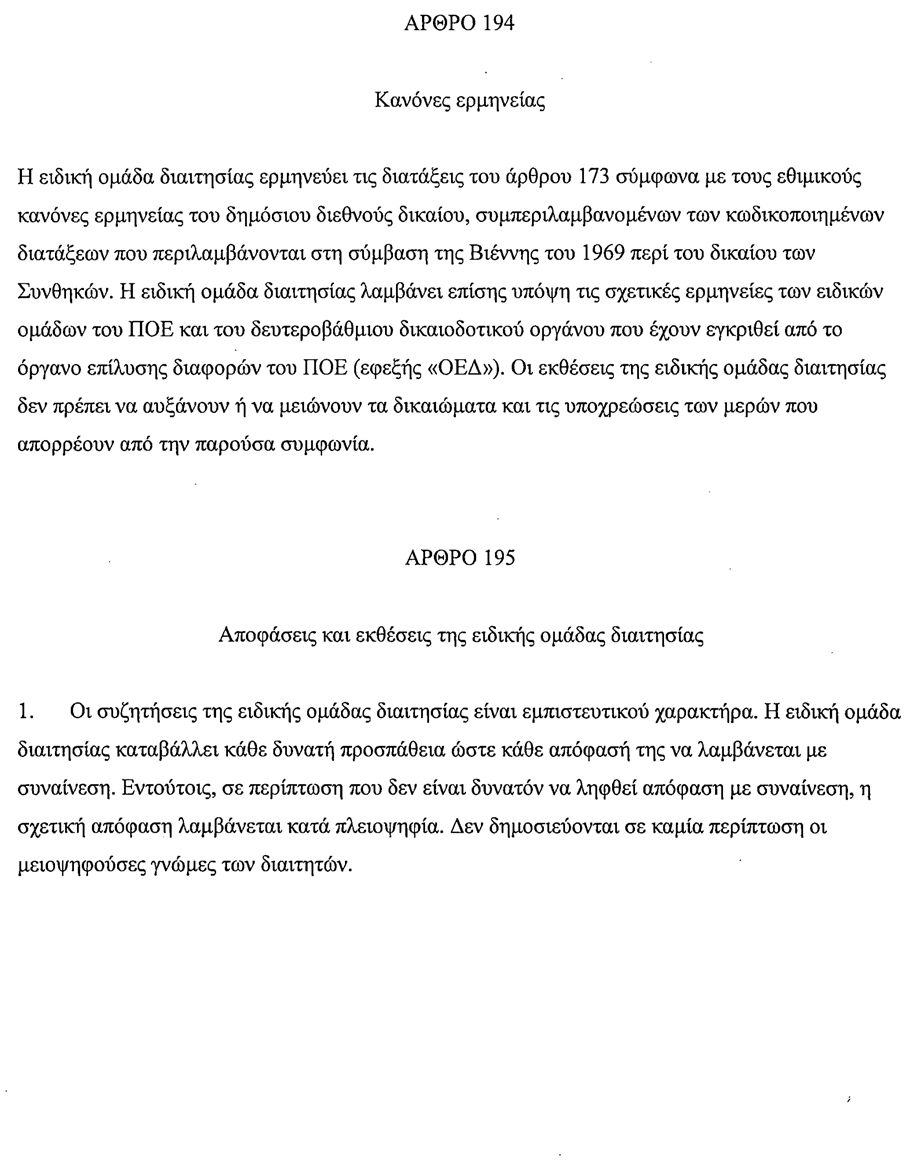 ΑΡΘΡΟ 194
Κανόνες ερμηνείας
Η ειδική ομάδα διαιτησίας ερμηνεύει τις διατάξεις του άρθρου 173 σύμφωνα με τους εθιμικούς
κανόνες ερμηνείας του δημόσιου διεθνούς δικαίου, συμπεριλαμβανομένων των κωδικοποιημένων
διατάξεων που περιλαμβάνονται στη σύμβαση της Βιέννης του 1969 περί του δικαίου των
Συνθηκών. Η ειδική ομάδα διαιτησίας λαμβάνει επίσης υπόψη τις σχετικές ερμηνείες των ειδικών
ομάδων του ΠΟΕ και του δευτεροβάθμιου δικαιοδοτικού οργάνου που έχουν εγκριθεί από το
όργανο επίλυσης διαφορών του ΠΟΕ (εφεξής «ΟΕΔ»). Οι εκθέσεις της ειδικής ομάδας διαιτησίας
δεν πρέπει να αυξάνουν ή να μειώνουν τα δικαιώματα και τις υποχρεώσεις των μερών που
απορρέουν από την παρούσα συμφωνία.
ΑΡΘΡΟ 195
Αποφάσεις και εκθέσεις της ειδικής ομάδας διαιτησίας
1. Οι συζητήσεις της ειδικής ομάδας διαιτησίας είναι εμπιστευτικού χαρακτήρα. Η ειδική ομάδα
διαιτησίας καταβάλλει κάθε δυνατή προσπάθεια ώστε κάθε απόφασή της να λαμβάνεται με
συναίνεση. Εντούτοις, σε περίπτωση που δεν είναι δυνατόν να ληφθεί απόφαση με συναίνεση, η
σχετική απόφαση λαμβάνεται κατά πλειοψηφία. Δεν δημοσιεύονται σε καμία περίπτωση οι
μειοψηφούσες γνώμες των διαιτητών.